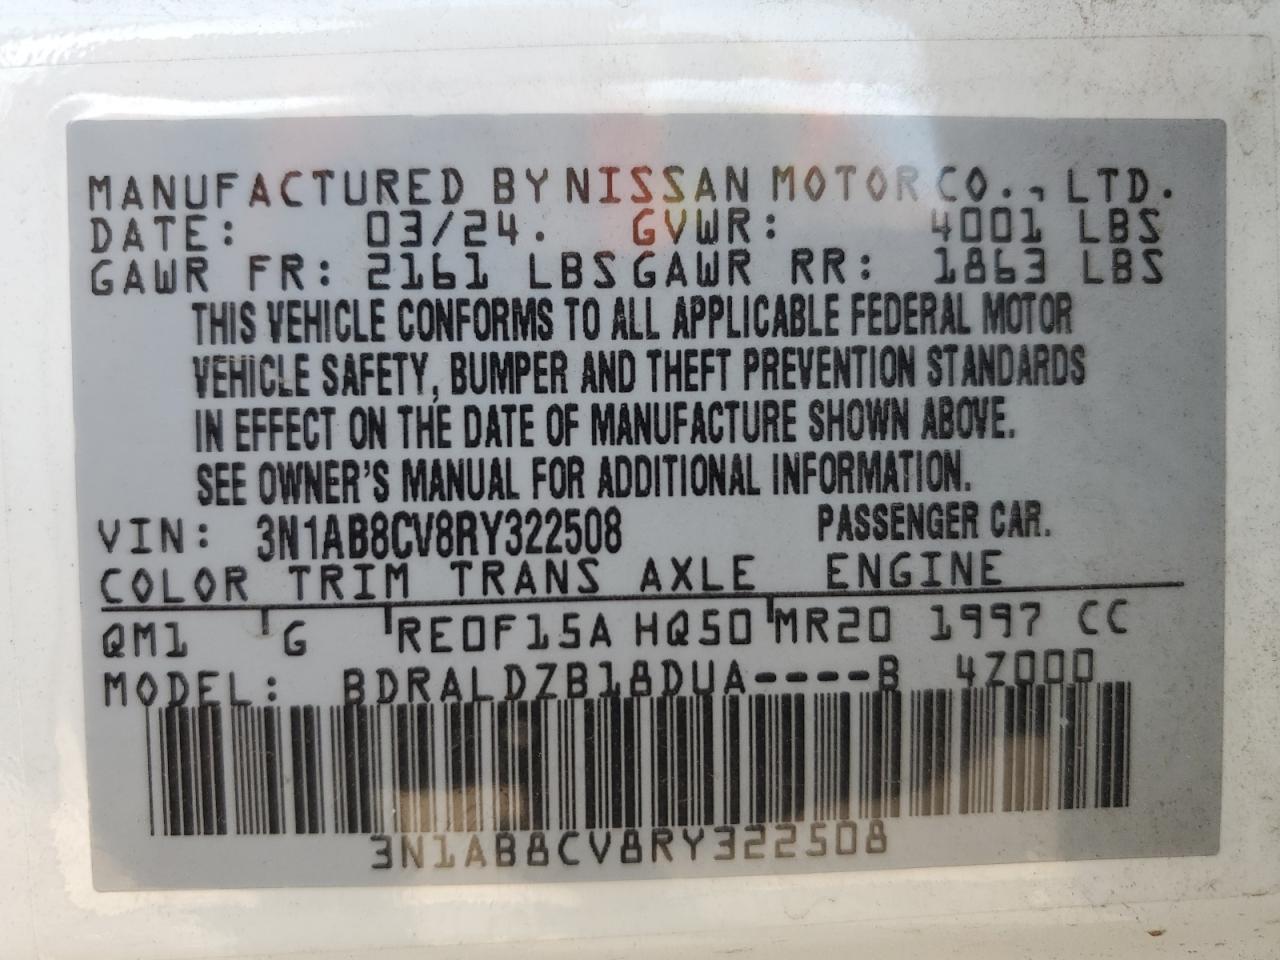 MANUFACTURED BY NISSAN MOTOR CO., LTD.
DATE: 03/24. GVWR: 4001 LBS
GAWR FR: 2161 LBS GAWR RR: 1863 LBS
THIS VEHICLE CONFORMS TO ALL APPLICABLE FEDERAL MOTOR
VEHICLE SAFETY, BUMPER AND THEFT PREVENTION STANDARDS
IN EFFECT ON THE DATE OF MANUFACTURE SHOWN ABOVE.
SEE OWNER'S MANUAL FOR ADDITIONAL INFORMATION.
VIN: 3N1AB8CV8RY322508 PASSENGER CAR.
COLOR TRIM TRANS AXLE ENGINE
QM1 G RE0F15A HQ50 MR20 1997 CC
MODEL: BDRALDZB18DUA----B 4Z000
3N1AB8CV8RY322508